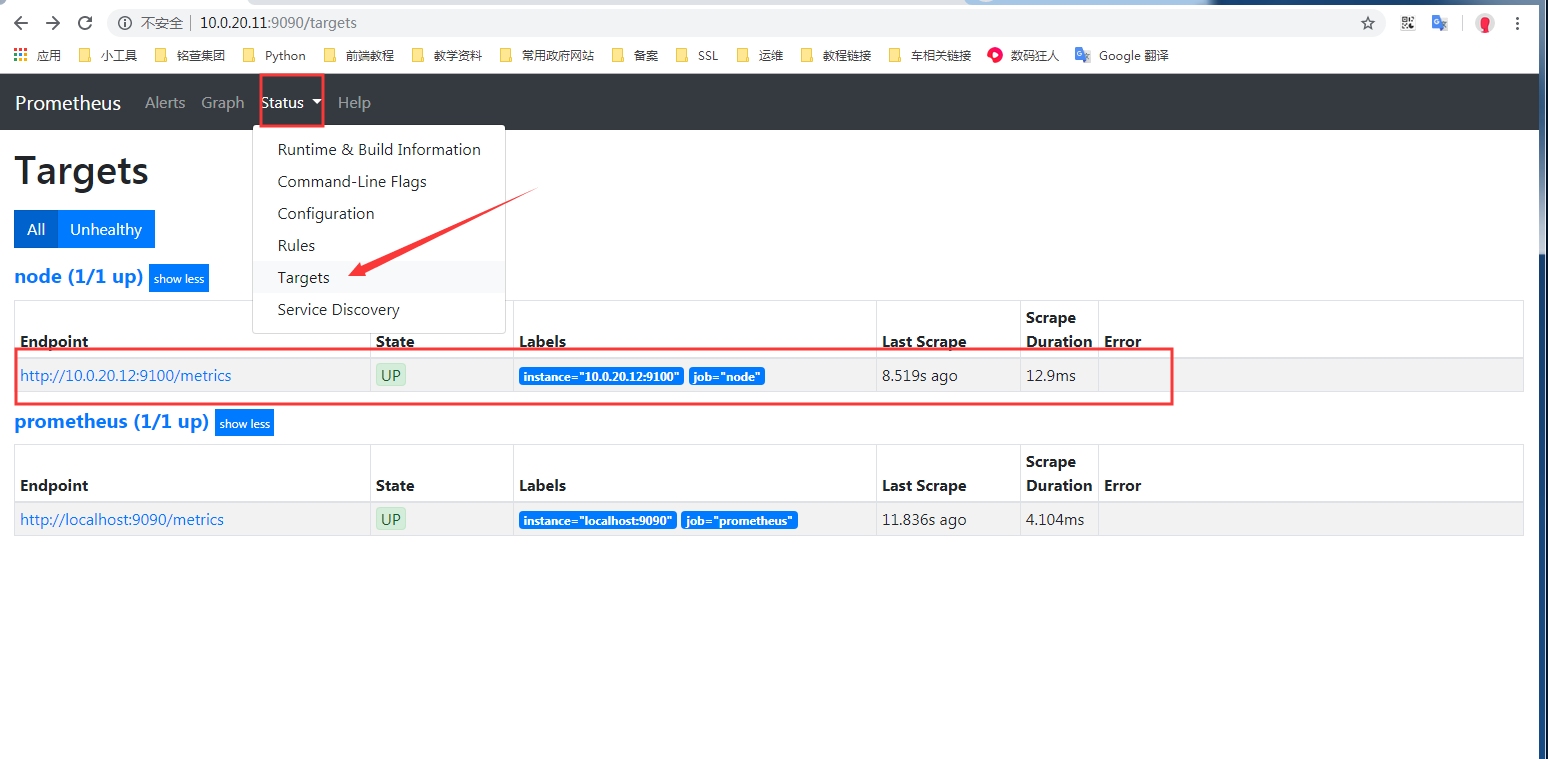 不安全 10.0.20.11:9090/targets
应用 小工具 铭萱集团 Python 前端教程 教学资料 常用政府网站 备案 SSL 运维 教程链接 车相关链接 数码狂人 Google 翻译
Prometheus Alerts Graph Status Help
Runtime & Build Information
Command-Line Flags
Configuration
Rules
Targets
Service Discovery
Targets
All Unhealthy
node (1/1 up) show less
Endpoint State Labels Last Scrape Scrape Duration Error
http://10.0.20.12:9100/metrics UP instance="10.0.20.12:9100" job="node" 8.519s ago 12.9ms
prometheus (1/1 up) show less
Endpoint State Labels Last Scrape Scrape Duration Error
http://localhost:9090/metrics UP instance="localhost:9090" job="prometheus" 11.836s ago 4.104ms